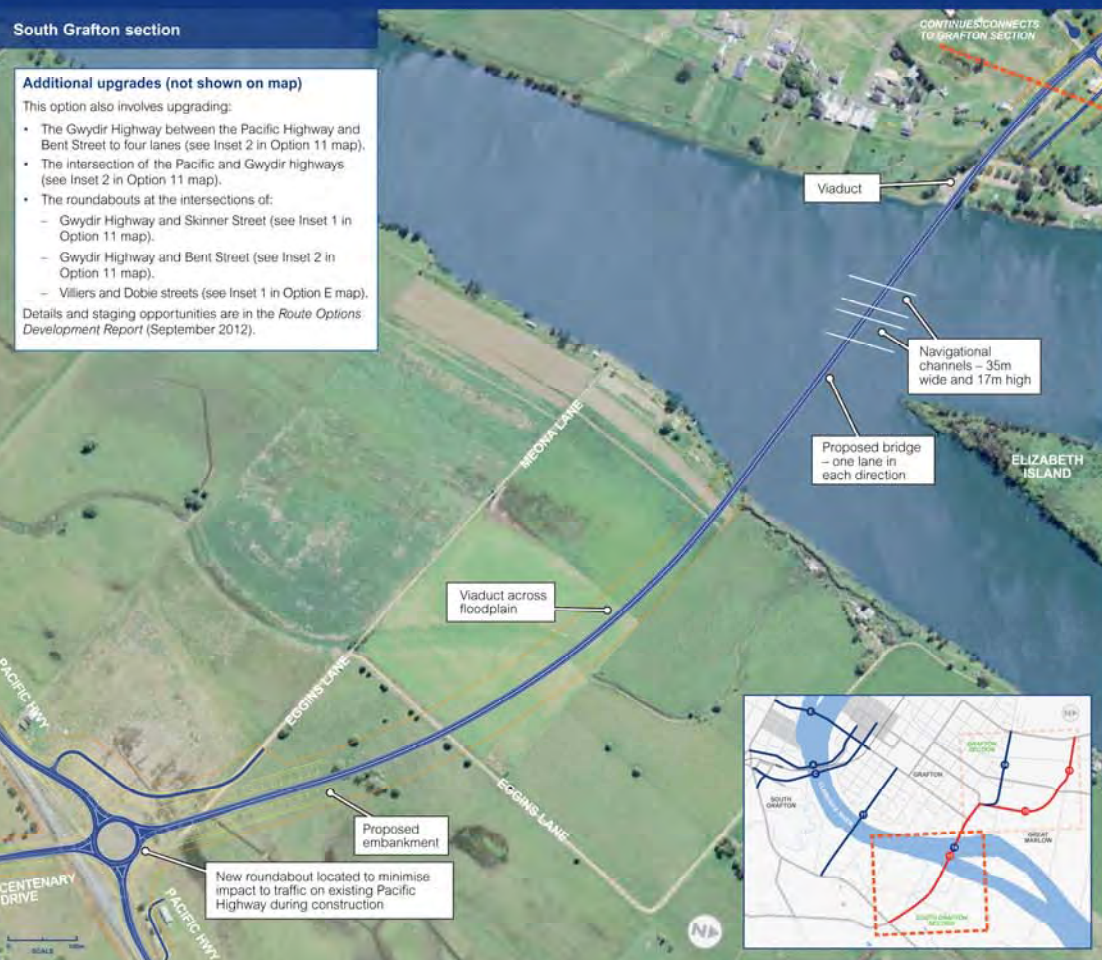 South Grafton section
CONTINUES/CONNECTS
TO GRAFTON SECTION
Additional upgrades (not shown on map)
This option also involves upgrading:
• The Gwydir Highway between the Pacific Highway and
Bent Street to four lanes (see Inset 2 in Option 11 map).
• The intersection of the Pacific and Gwydir highways
(see Inset 2 in Option 11 map).
• The roundabouts at the intersections of:
– Gwydir Highway and Skinner Street (see Inset 1 in
Option 11 map).
– Gwydir Highway and Bent Street (see Inset 2 in
Option 11 map).
– Villiers and Dobie streets (see Inset 1 in Option E map).
Details and staging opportunities are in the Route Options
Development Report (September 2012).
Viaduct
Navigational
channels – 35m
wide and 17m high
Proposed bridge
– one lane in
each direction
ELIZABETH
ISLAND
MEONA LANE
Viaduct across
floodplain
EGGINS LANE
PACIFIC HWY
EGGINS LANE
Proposed
embankment
New roundabout located to minimise
impact to traffic on existing Pacific
Highway during construction
CENTENARY
DRIVE
PACIFIC HWY
0 100m
SCALE
N
GRAFTON
SECTION
GRAFTON
SOUTH
GRAFTON
CLARENCE RIVER
GREAT
MARLOW
SOUTH GRAFTON
SECTION